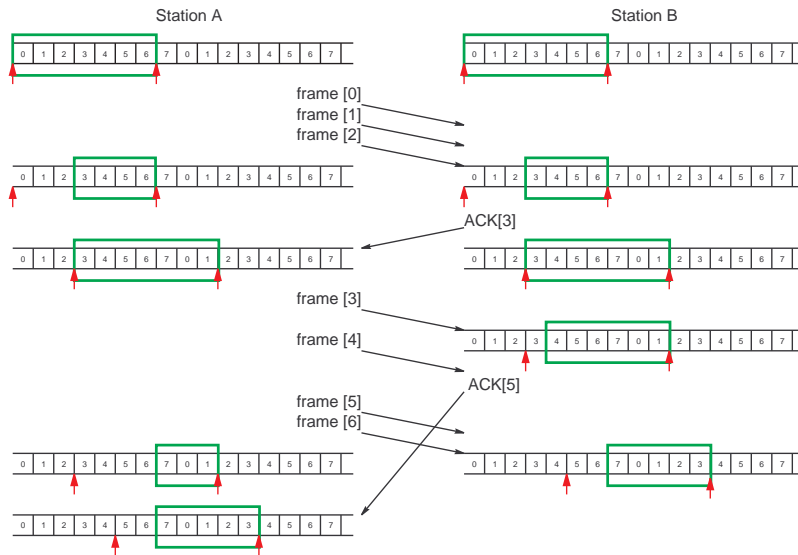 Station A
Station B
0 1 2 3 4 5 6 7 0 1 2 3 4 5 6 7
0 1 2 3 4 5 6 7 0 1 2 3 4 5 6 7
frame [0]
frame [1]
frame [2]
0 1 2 3 4 5 6 7 0 1 2 3 4 5 6 7
0 1 2 3 4 5 6 7 0 1 2 3 4 5 6 7
ACK[3]
0 1 2 3 4 5 6 7 0 1 2 3 4 5 6 7
0 1 2 3 4 5 6 7 0 1 2 3 4 5 6 7
frame [3]
0 1 2 3 4 5 6 7 0 1 2 3 4 5 6 7
frame [4]
ACK[5]
frame [5]
frame [6]
0 1 2 3 4 5 6 7 0 1 2 3 4 5 6 7
0 1 2 3 4 5 6 7 0 1 2 3 4 5 6 7
0 1 2 3 4 5 6 7 0 1 2 3 4 5 6 7